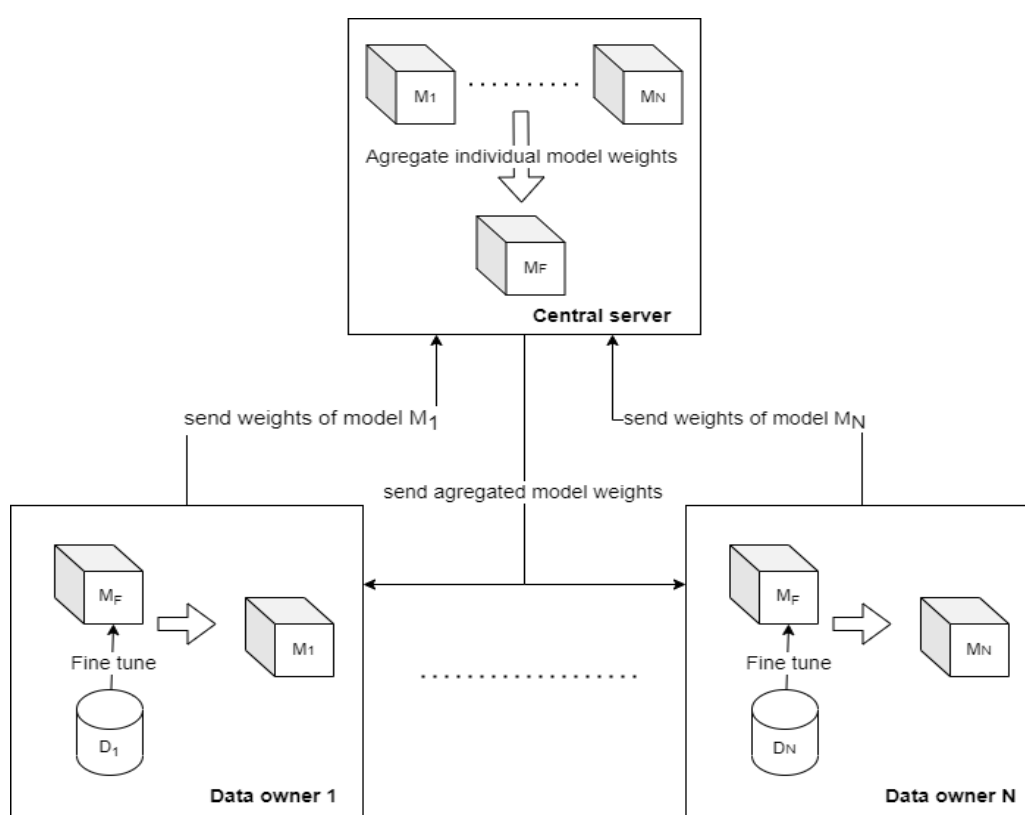 M1 .......... MN
Agregate individual model weights
MF
Central server
send weights of model M1
send weights of model MN
send agregated model weights
MF
M1
Fine tune
D1
Data owner 1
....................
MF
MN
Fine tune
DN
Data owner N